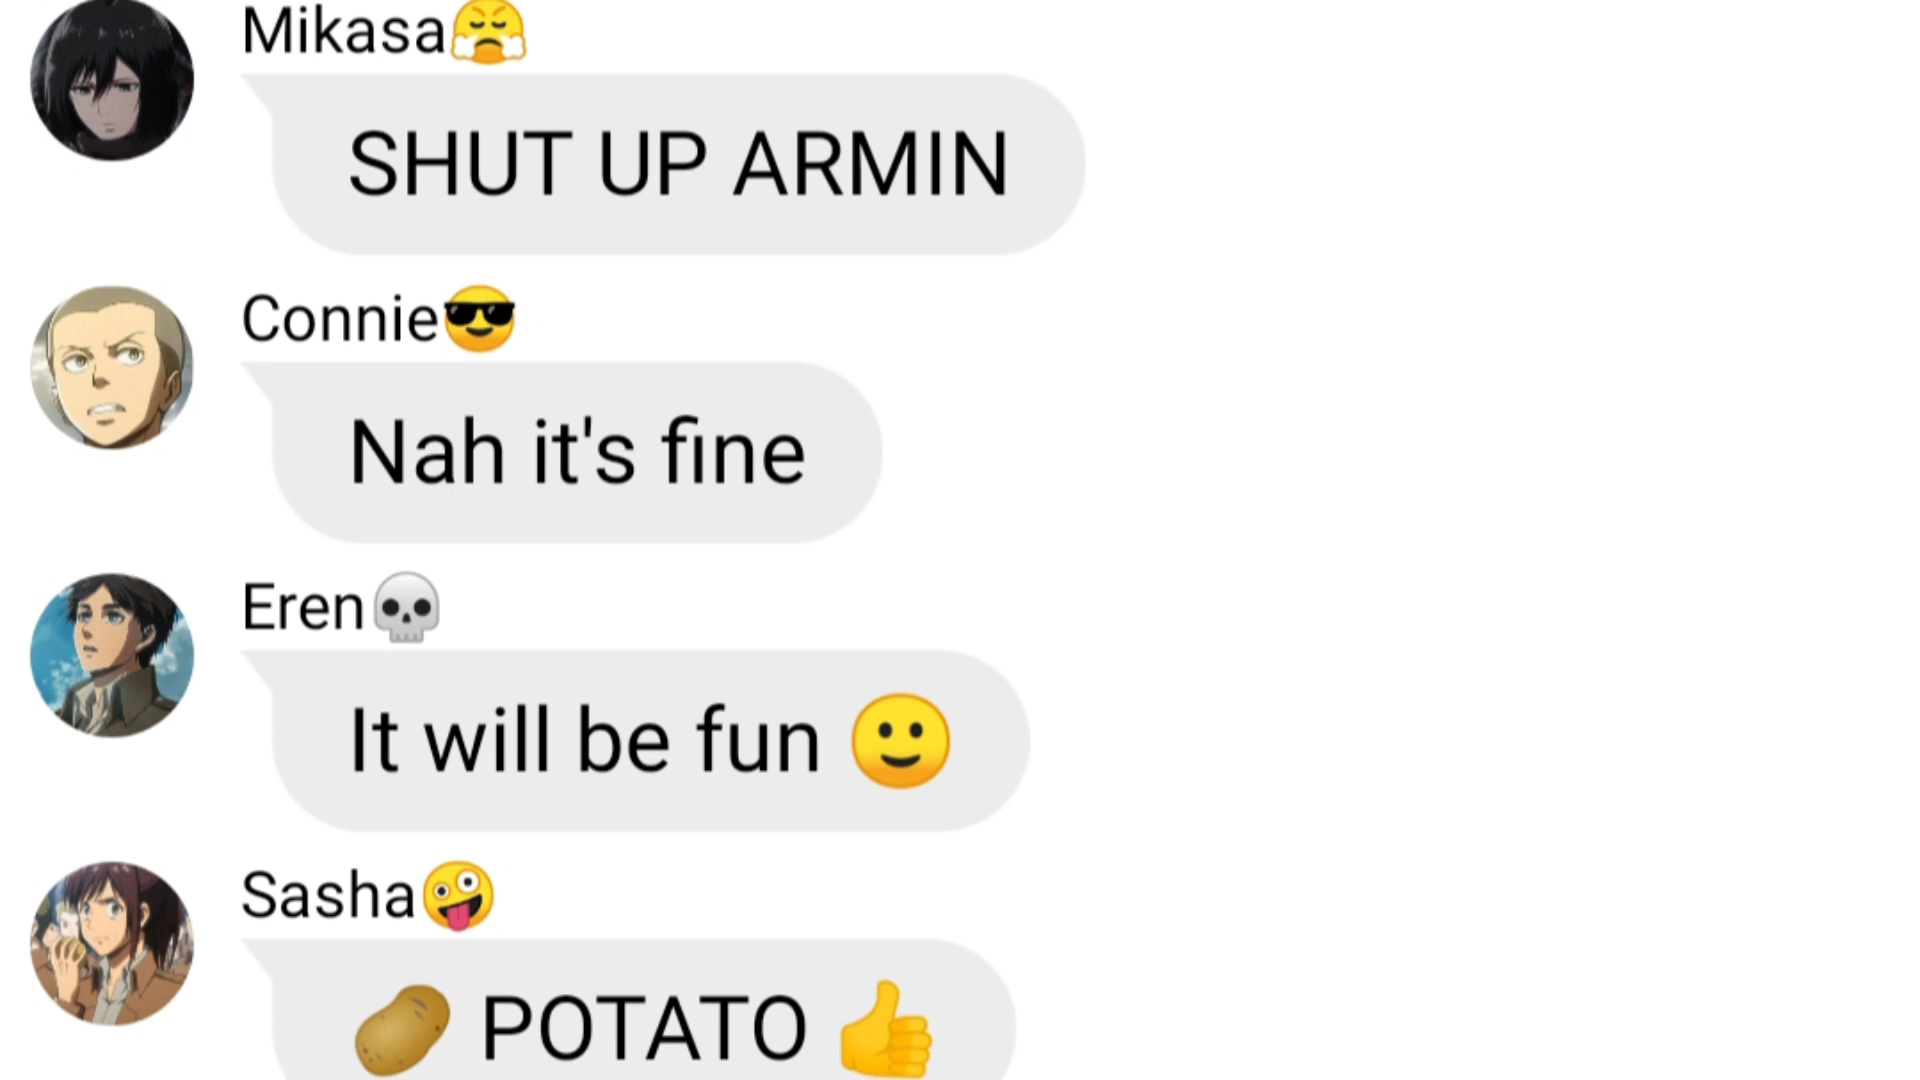 Mikasa😤
SHUT UP ARMIN
Connie😎
Nah it's fine
Eren💀
It will be fun 🙂
Sasha🤪
🥔 POTATO 👍